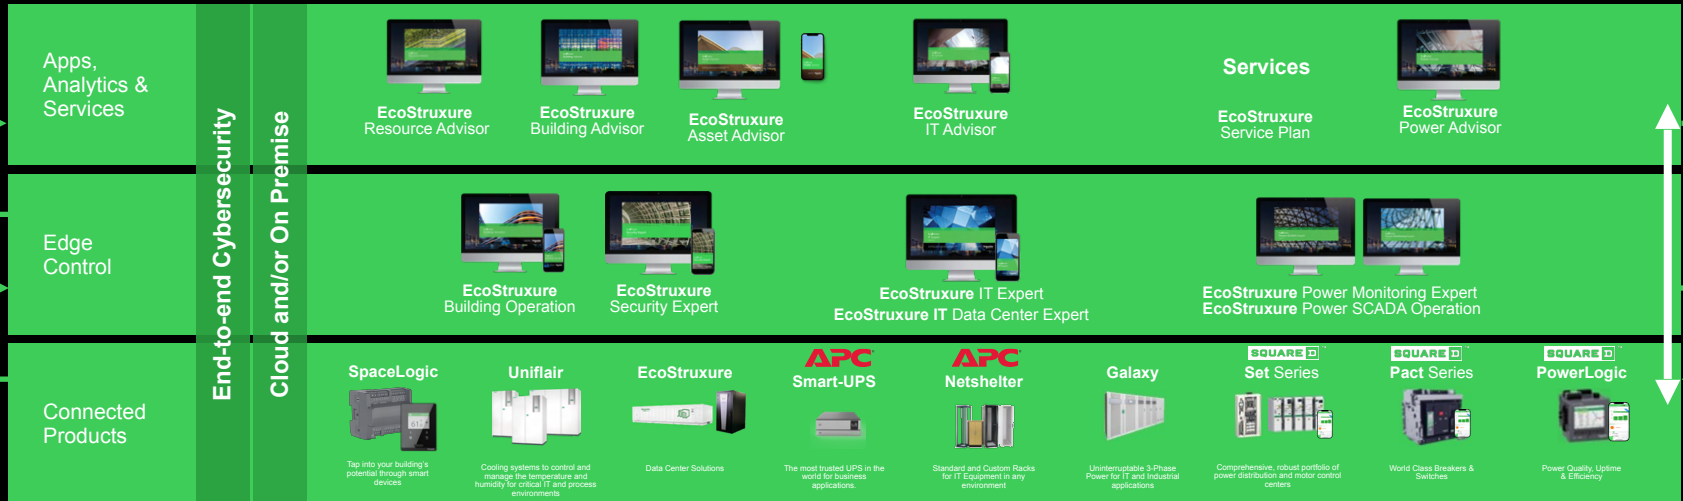 Apps,
Analytics &
Services
End-to-end Cybersecurity
Cloud and/or On Premise
EcoStruxure
Resource Advisor
EcoStruxure
Building Advisor
EcoStruxure
Asset Advisor
EcoStruxure
IT Advisor
Services
EcoStruxure
Service Plan
EcoStruxure
Power Advisor
Edge
Control
EcoStruxure
Building Operation
EcoStruxure
Security Expert
EcoStruxure IT Expert
EcoStruxure IT Data Center Expert
EcoStruxure Power Monitoring Expert
EcoStruxure Power SCADA Operation
Connected
Products
SpaceLogic
Tap into your building's
potential through smart
devices
Uniflair
Cooling systems to control and
manage the temperature and
humidity for critical IT and process
environments
EcoStruxure
Data Center Solutions
APC
Smart-UPS
The most trusted UPS in the
world for business
applications.
APC
Netshelter
Standard and Custom Racks
for IT Equipment in any
environment
Galaxy
Uninterruptable 3-Phase
Power for IT and Industrial
applications
SQUARE D
Set Series
Comprehensive, robust portfolio of
power distribution and motor control
centers
SQUARE D
Pact Series
World Class Breakers &
Switches
SQUARE D
PowerLogic
Power Quality, Uptime
& Efficiency